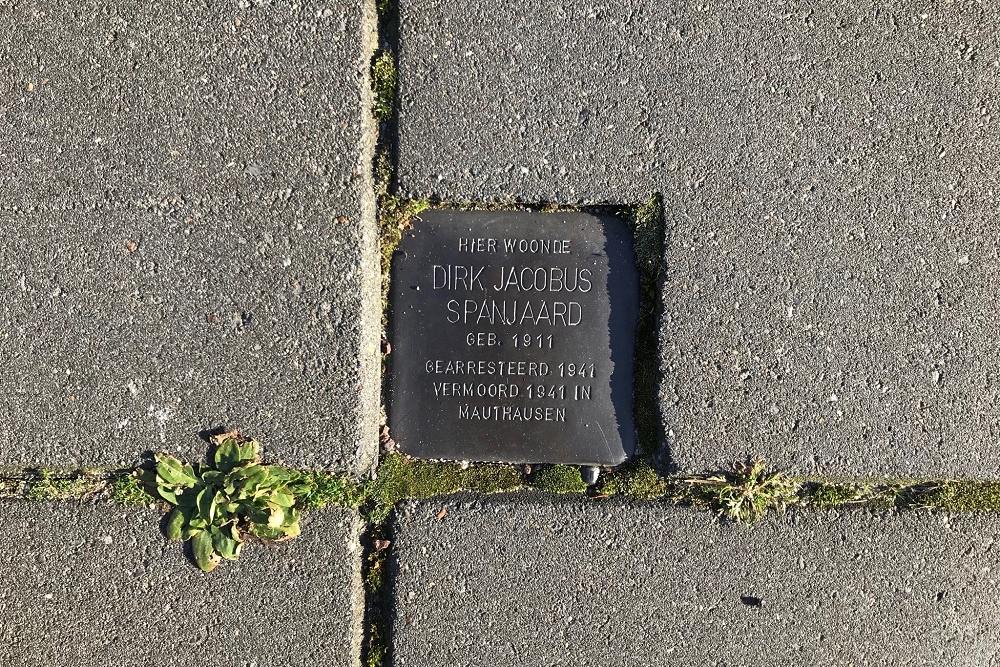 HIER WOONDE
DIRK JACOBUS
SPANJAARD
GEB. 1911
GEARRESTEERD 1941
VERMOORD 1941 IN
MAUTHAUSEN